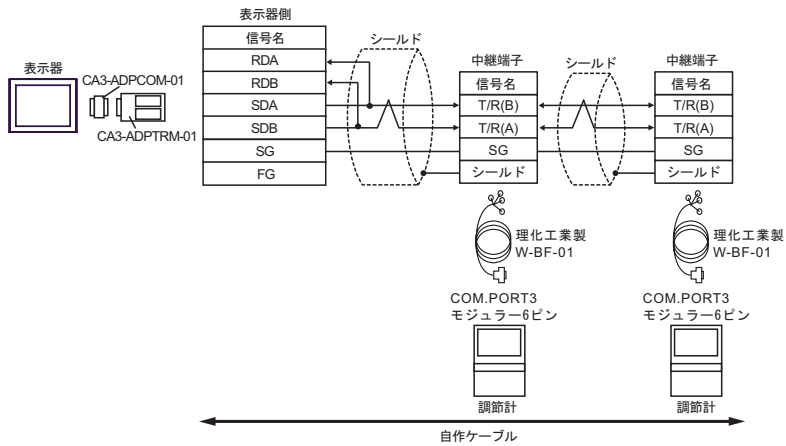 表示器側
信号名
RDA
RDB
SDA
SDB
SG
FG
表示器
CA3-ADPCOM-01
CA3-ADPTRM-01
シールド
中継端子
信号名
T/R(B)
T/R(A)
SG
シールド
シールド
中継端子
信号名
T/R(B)
T/R(A)
SG
シールド
理化工業製
W-BF-01
理化工業製
W-BF-01
COM.PORT3
モジュラー6ピン
COM.PORT3
モジュラー6ピン
調節計
調節計
自作ケーブル